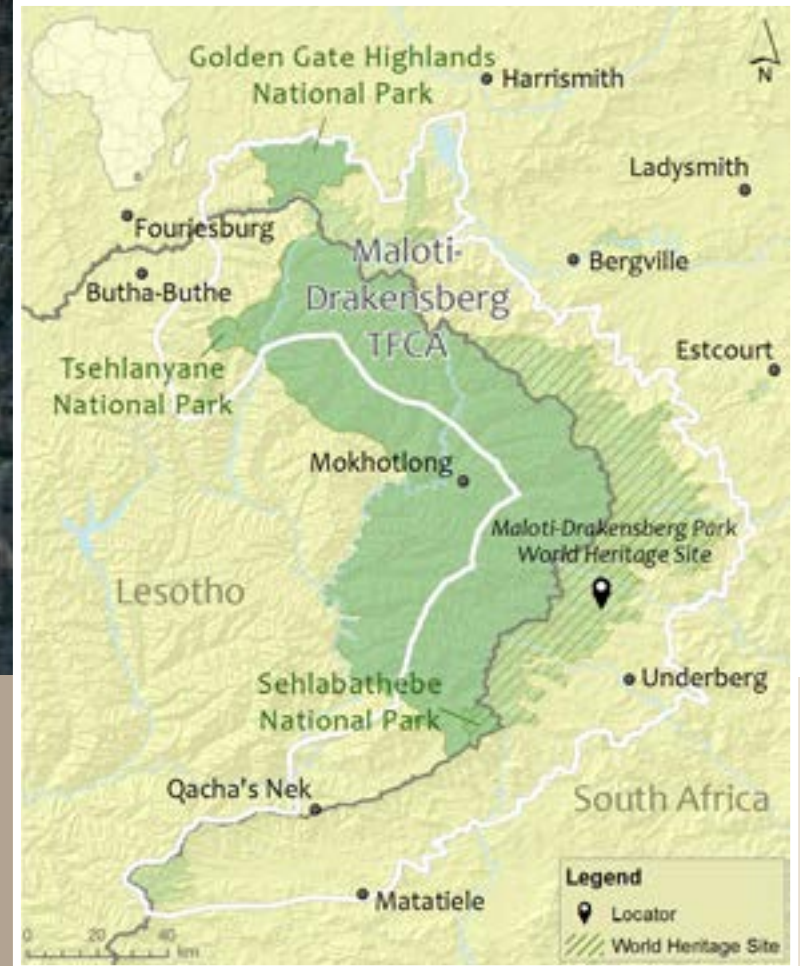 Golden Gate Highlands
National Park
N
Harrismith
Ladysmith
Fouriesburg
Maloti-
Drakensberg
TFCA
Bergville
Butha-Buthe
Estcourt
Tsehlanyane
National Park
Mokhotlong
Maloti-Drakensberg Park
World Heritage Site
Lesotho
Sehlabathebe
National Park
Underberg
Qacha's Nek
South Africa
Matatiele
Legend
Locator
World Heritage Site
0 20 40
km